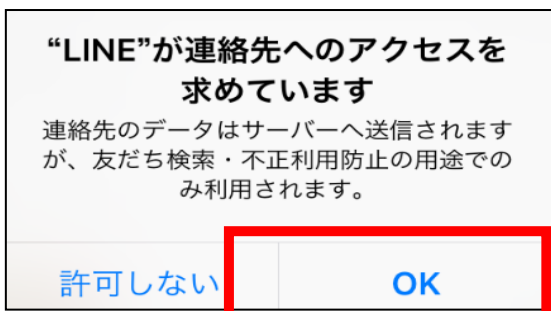 “LINE”が連絡先へのアクセスを
求めています
連絡先のデータはサーバーへ送信されます
が、友だち検索・不正利用防止の用途での
み利用されます。
許可しない
OK